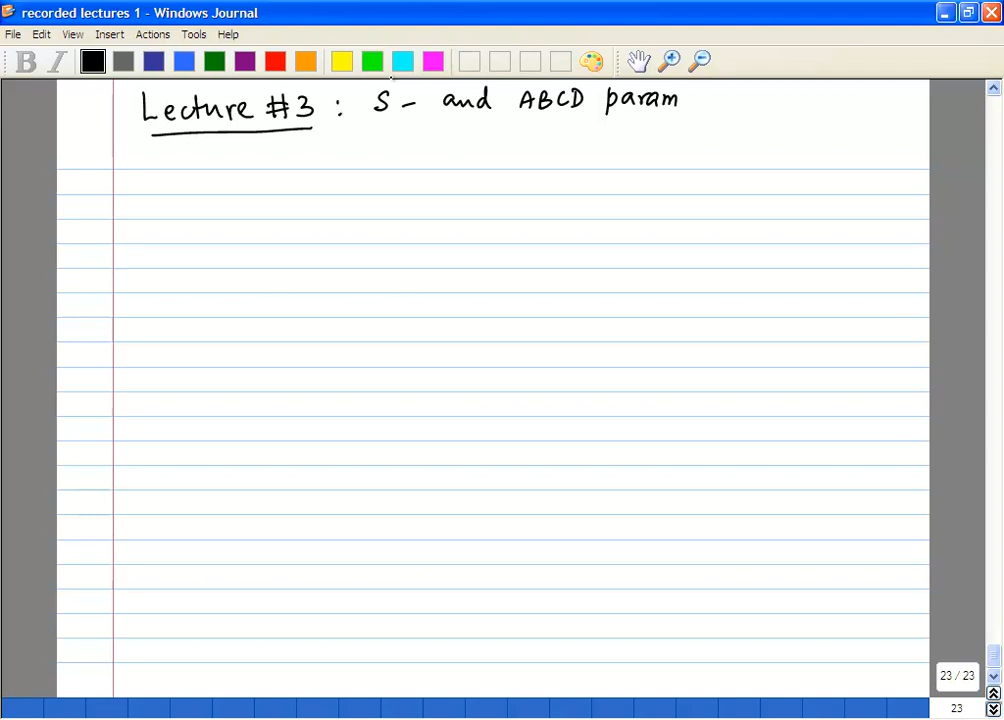 recorded lectures 1 - Windows Journal
File Edit View Insert Actions Tools Help
B I
Lecture #3 : S - and ABCD param
23 / 23
23